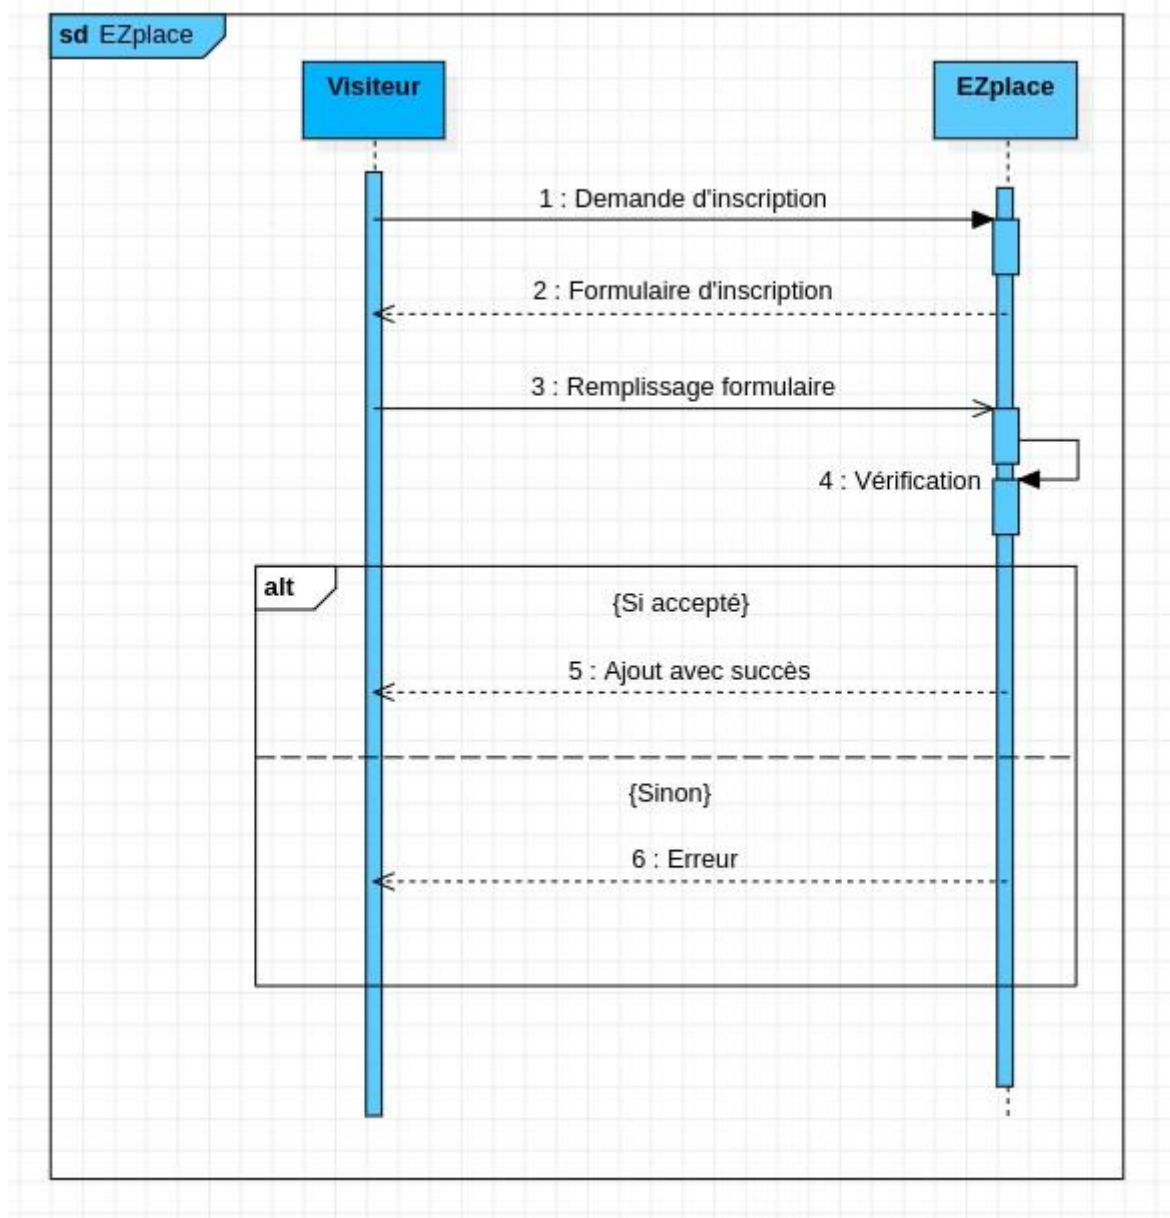 sd EZplace
Visiteur
EZplace
1 : Demande d'inscription
2 : Formulaire d'inscription
3 : Remplissage formulaire
4 : Vérification
alt
{Si accepté}
5 : Ajout avec succès
{Sinon}
6 : Erreur